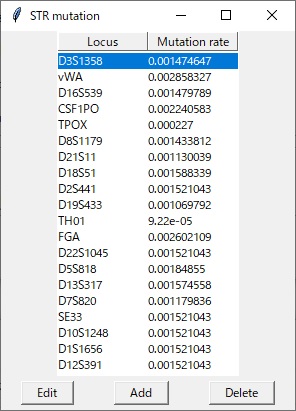 STR mutation
Locus Mutation rate
D3S1358 0.001474647
vWA 0.002858327
D16S539 0.001479789
CSF1PO 0.002240583
TPOX 0.000227
D8S1179 0.001433812
D21S11 0.001130039
D18S51 0.001588339
D2S441 0.001521043
D19S433 0.001069792
TH01 9.22e-05
FGA 0.002602109
D22S1045 0.001521043
D5S818 0.00184855
D13S317 0.001574558
D7S820 0.001179836
SE33 0.001521043
D10S1248 0.001521043
D1S1656 0.001521043
D12S391 0.001521043
Edit Add Delete